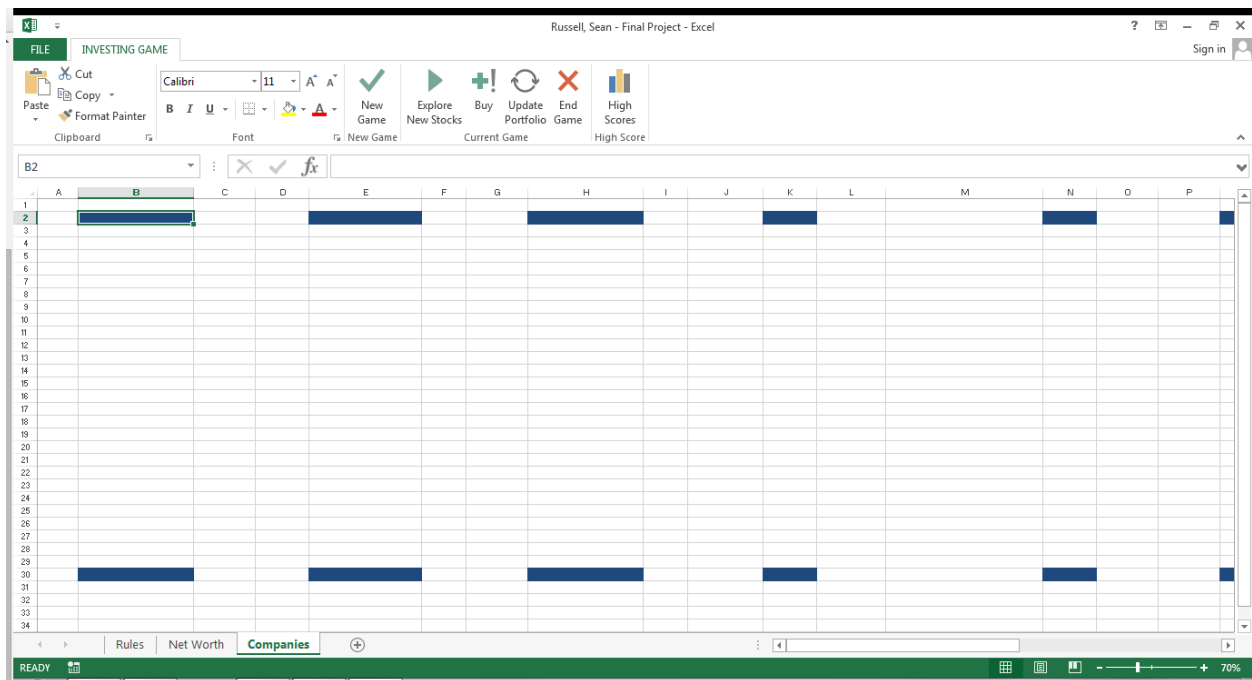 Russell, Sean - Final Project - Excel
?
FILE INVESTING GAME Sign in
Paste
Cut
Copy
Format Painter
Clipboard
Calibri 11 A A
B I U A
Font
New Game
New Game
Explore New Stocks
Buy
Update Portfolio
End Game
Current Game
High Scores
High Score
B2 fx
A B C D E F G H I J K L M N O P
1
2
3
4
5
6
7
8
9
10
11
12
13
14
15
16
17
18
19
20
21
22
23
24
25
26
27
28
29
30
31
32
33
34
Rules Net Worth Companies
READY 70%